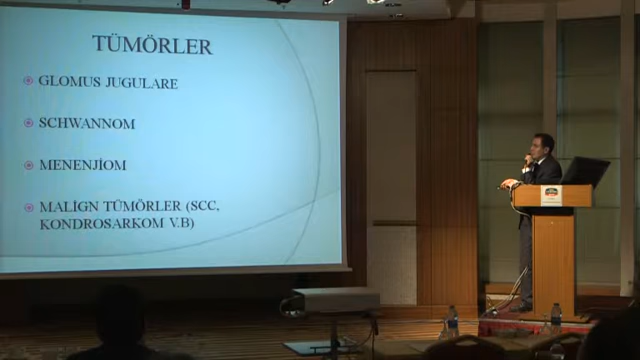 TÜMÖRLER
GLOMUS JUGULARE
SCHWANNOM
MENENJİOM
MALİGN TÜMÖRLER (SCC,
KONDROSARKOM V.B)